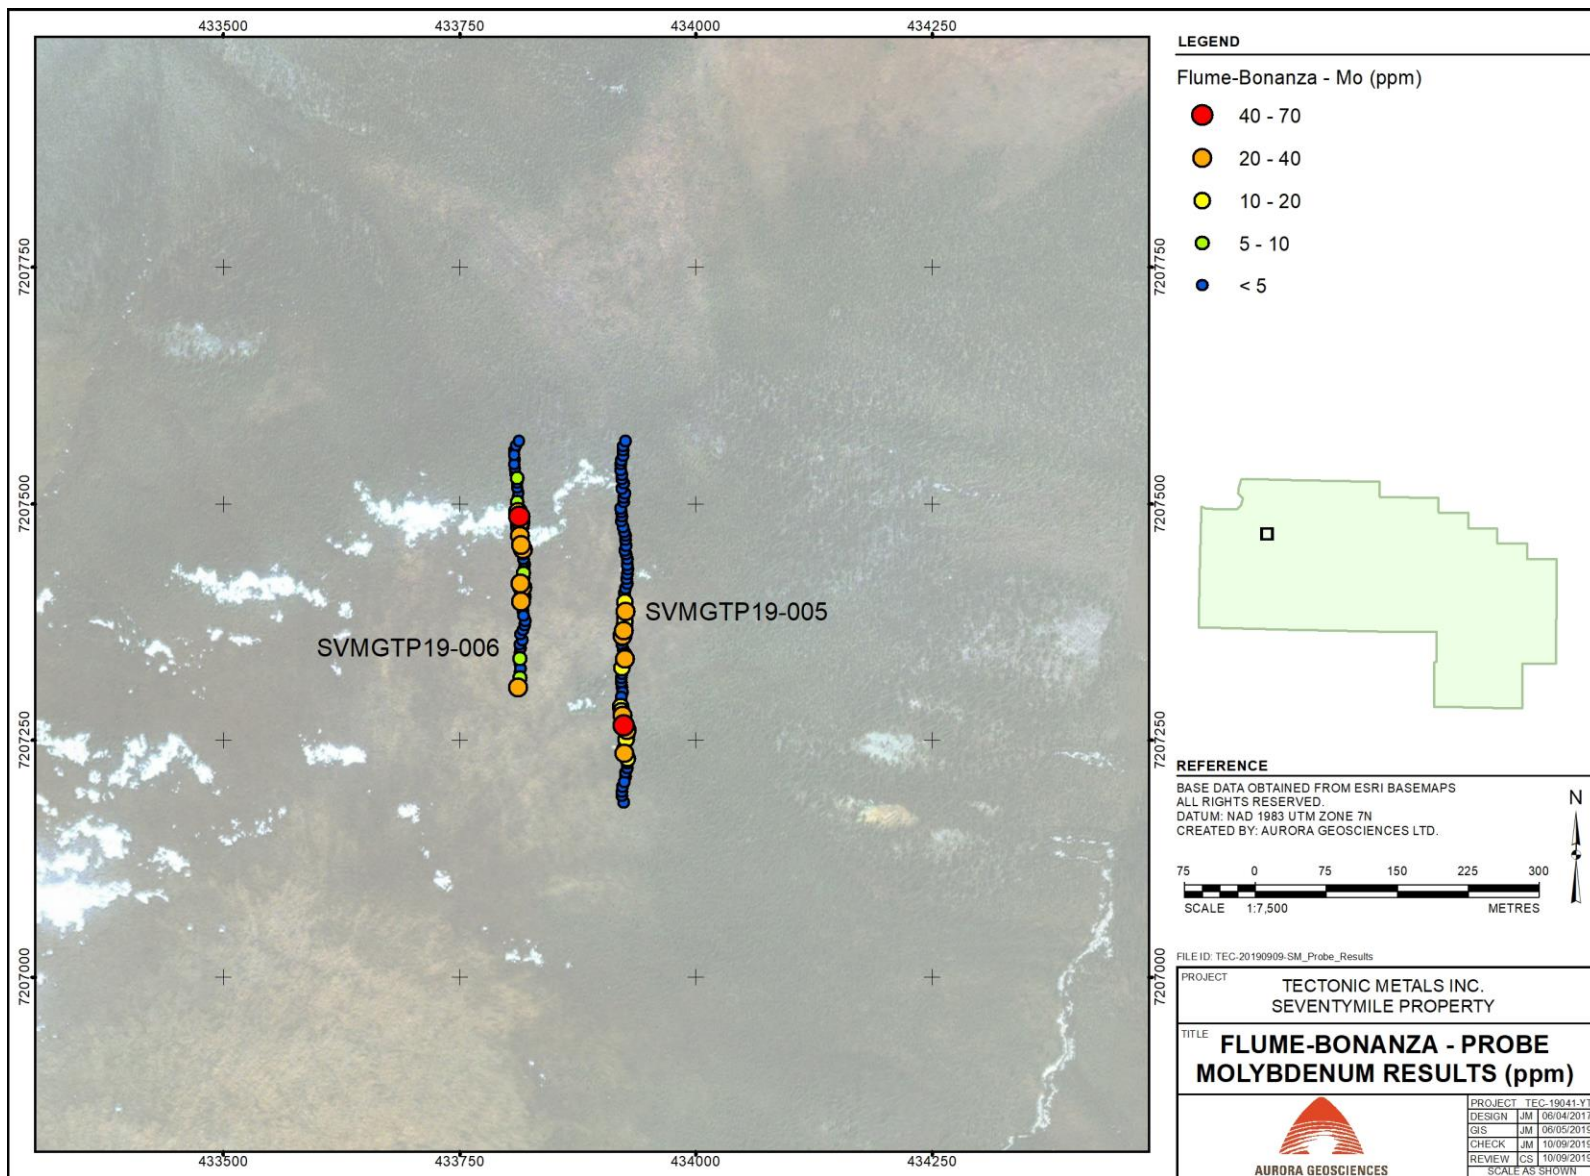 433500 433750 434000 434250
7207750
7207500
7207250
7207000
SVMGTP19-005
SVMGTP19-006
7207750
7207500
7207250
7207000
433500 433750 434000 434250
LEGEND
Flume-Bonanza - Mo (ppm)
40 - 70
20 - 40
10 - 20
5 - 10
< 5
REFERENCE
BASE DATA OBTAINED FROM ESRI BASEMAPS
ALL RIGHTS RESERVED.
DATUM: NAD 1983 UTM ZONE 7N
CREATED BY: AURORA GEOSCIENCES LTD.
N
75 0 75 150 225 300
SCALE 1:7,500 METRES
FILE ID: TEC-20190909-SM_Probe_Results
PROJECT
TECTONIC METALS INC.
SEVENTYMILE PROPERTY
TITLE
FLUME-BONANZA - PROBE
MOLYBDENUM RESULTS (ppm)
AURORA GEOSCIENCES
PROJECT TEC-19041-YT
DESIGN JM 06/04/2017
GIS JM 06/05/2019
CHECK JM 10/09/2019
REVIEW CS 10/09/2019
SCALE AS SHOWN